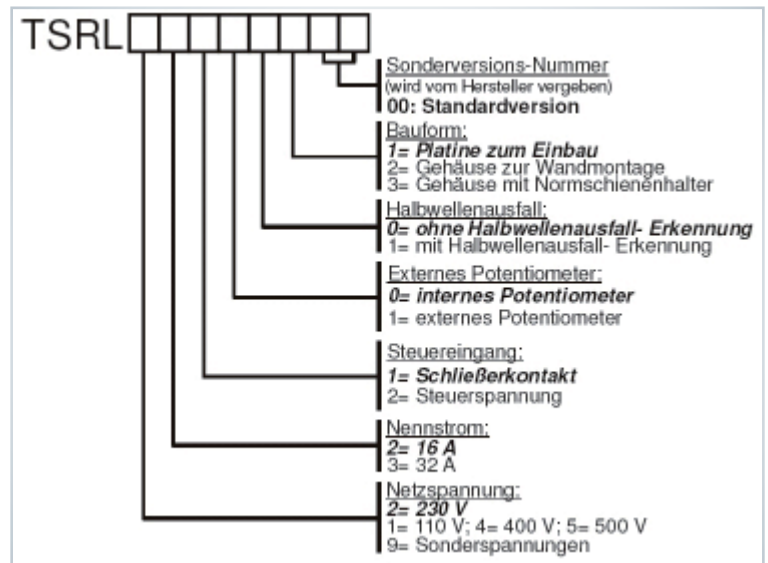 TSRL
Sonderversions-Nummer
(wird vom Hersteller vergeben)
00: Standardversion
Bauform:
1= Platine zum Einbau
2= Gehäuse zur Wandmontage
3= Gehäuse mit Normschienenhalter
Halbwellenausfall:
0= ohne Halbwellenausfall- Erkennung
1= mit Halbwellenausfall- Erkennung
Externes Potentiometer:
0= internes Potentiometer
1= externes Potentiometer
Steuereingang:
1= Schließerkontakt
2= Steuerspannung
Nennstrom:
2= 16 A
3= 32 A
Netzspannung:
2= 230 V
1= 110 V; 4= 400 V; 5= 500 V
9= Sonderspannungen